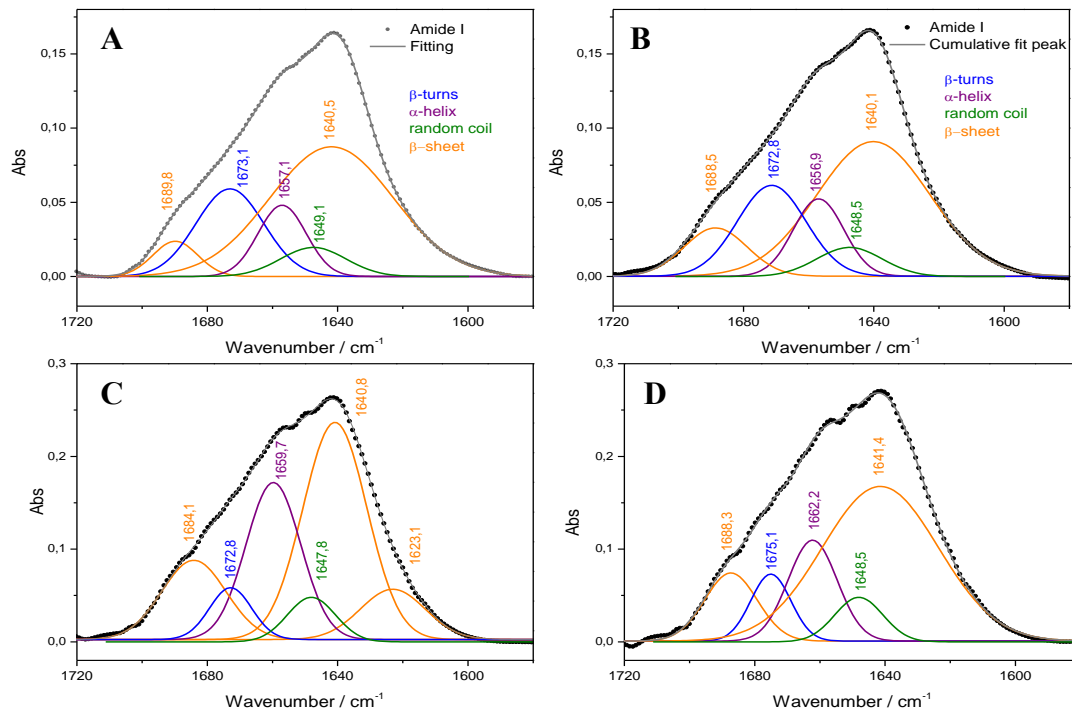 A
Amide I
Fitting
β-turns
α-helix
random coil
β−sheet
1689,8
1673,1
1657,1
1649,1
1640,5
0,15
0,10
0,05
0,00
Abs
1720
1680
1640
1600
Wavenumber / cm-1
B
Amide I
Cumulative fit peak
β-turns
α-helix
random coil
β−sheet
1688,5
1672,8
1656,9
1648,5
1640,1
0,15
0,10
0,05
0,00
Abs
1720
1680
1640
1600
Wavenumber / cm-1
C
1684,1
1672,8
1659,7
1647,8
1640,8
1623,1
0,3
0,2
0,1
0,0
Abs
1720
1680
1640
1600
Wavenumber / cm-1
D
1688,3
1675,1
1662,2
1648,5
1641,4
0,3
0,2
0,1
0,0
Abs
1720
1680
1640
1600
Wavenumber / cm-1